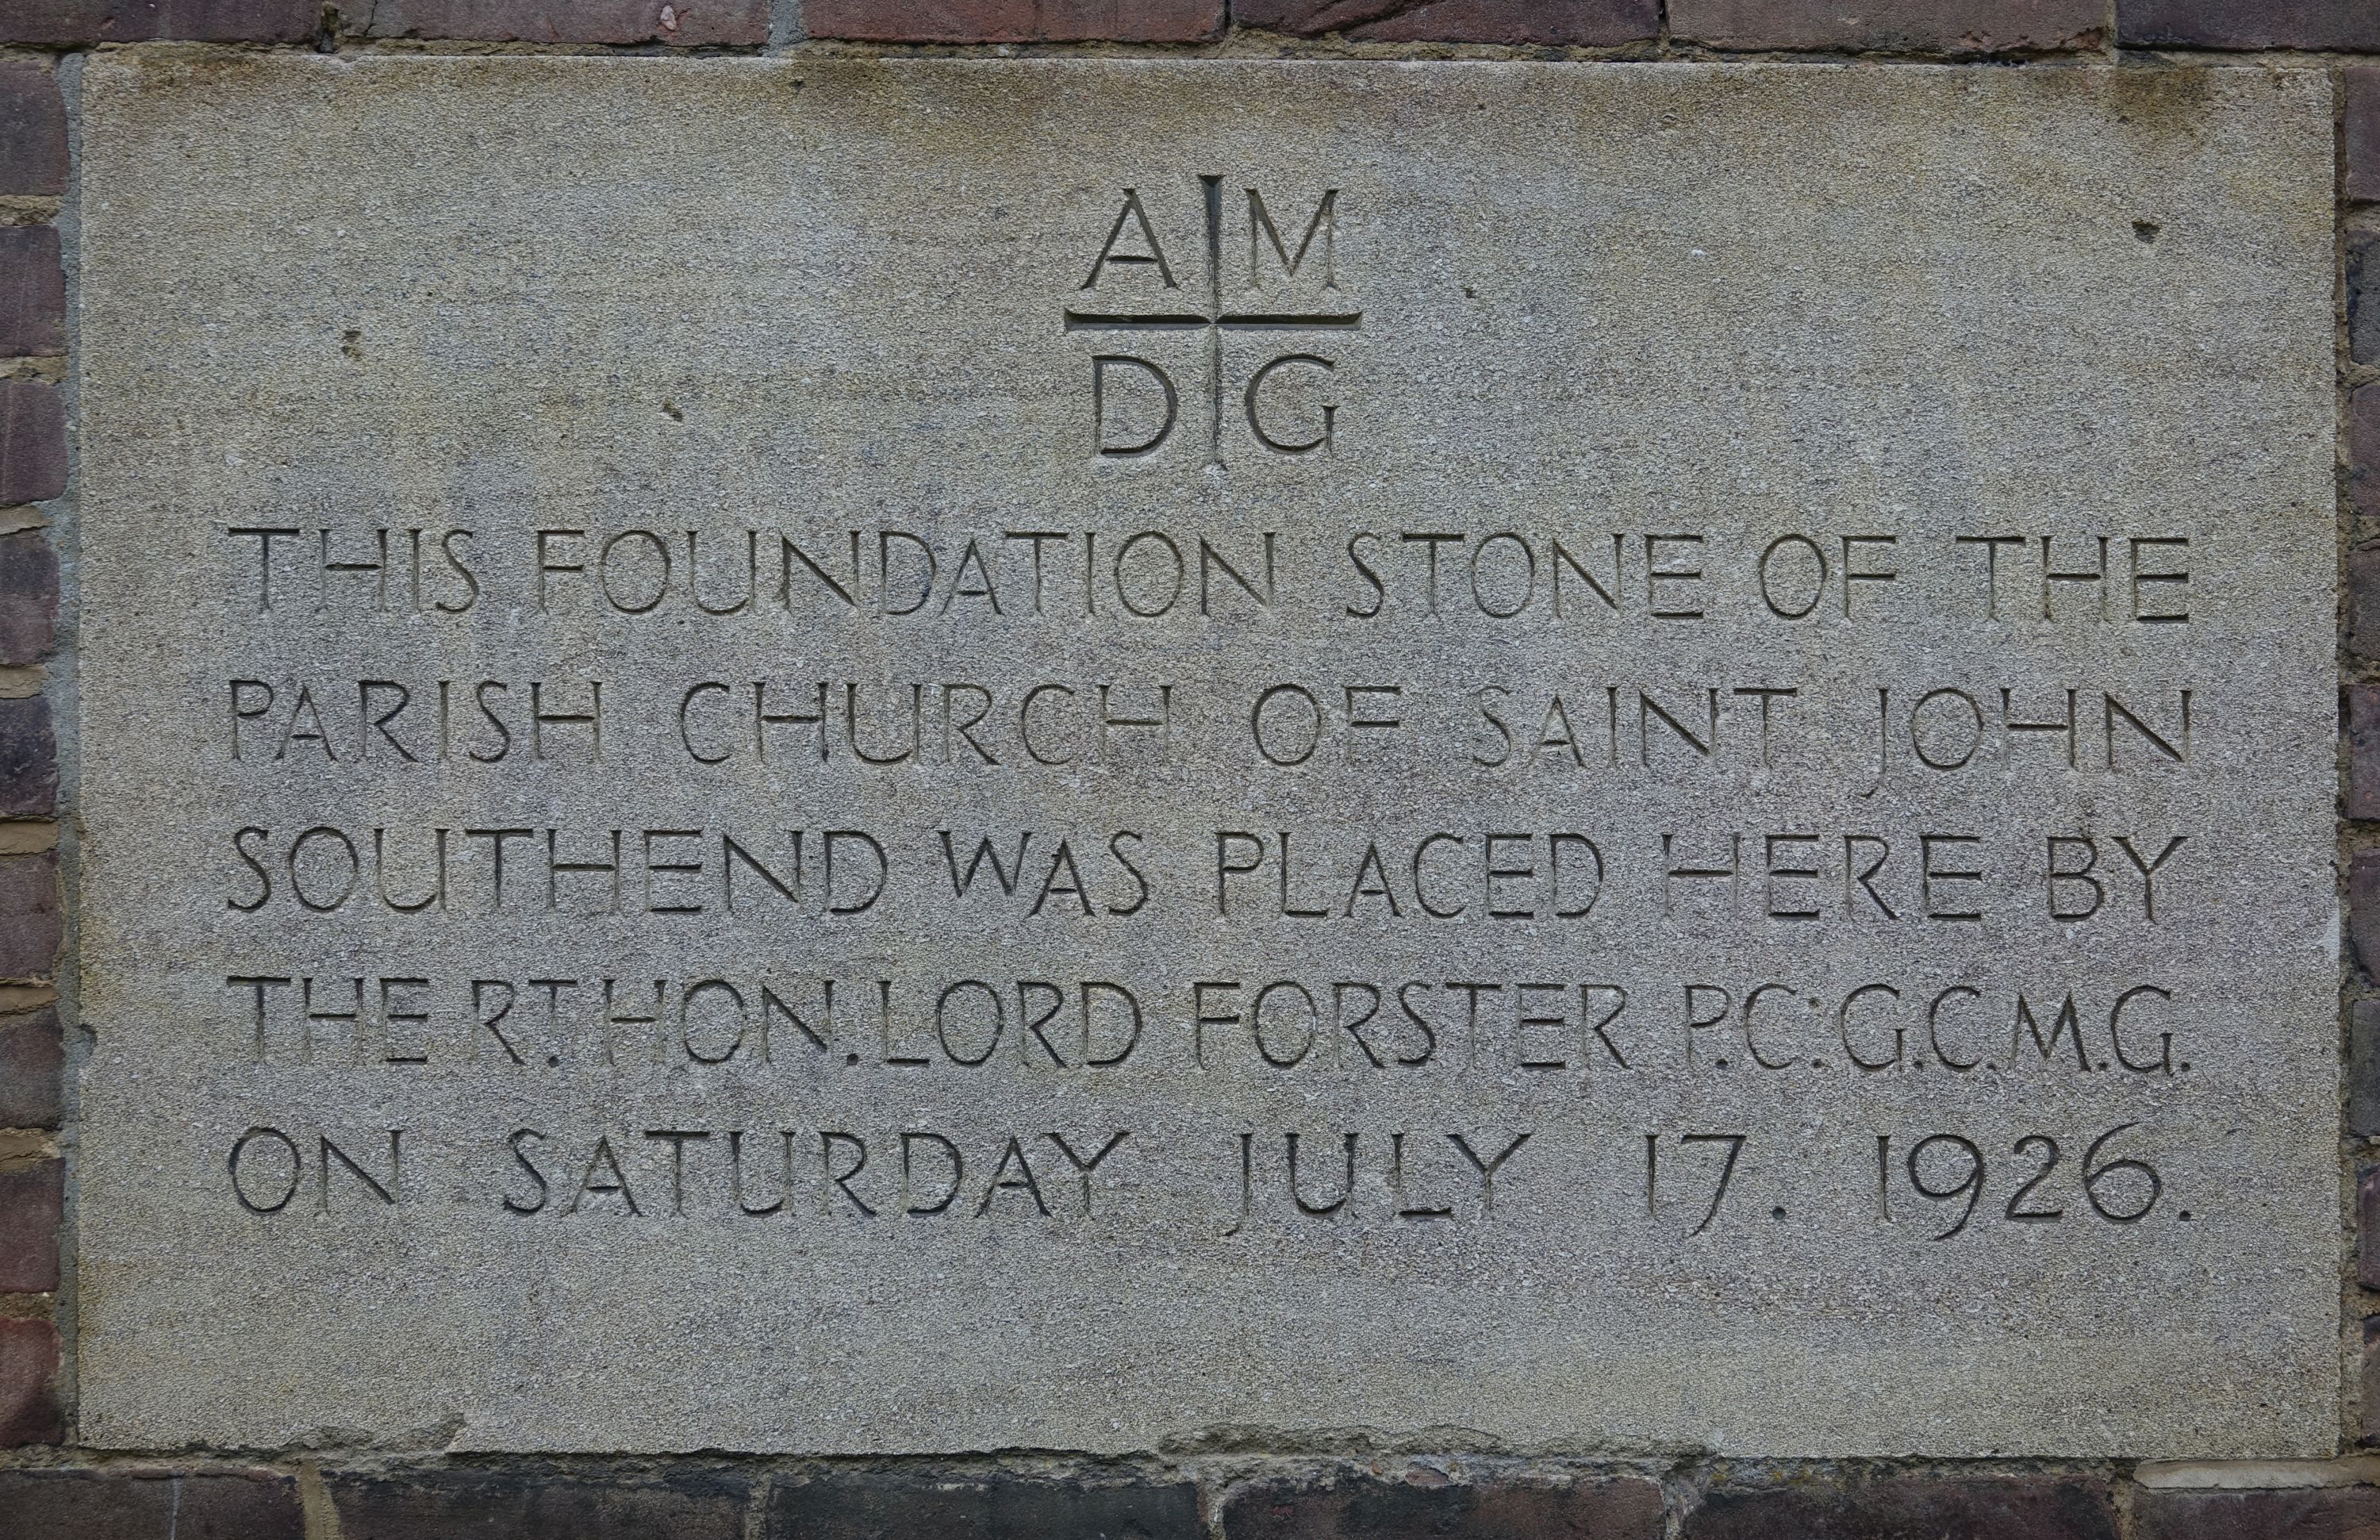 A M
D G
THIS FOUNDATION STONE OF THE
PARISH CHURCH OF SAINT JOHN
SOUTHEND WAS PLACED HERE BY
THE RT. HON. LORD FORSTER P.C: G.C.M.G.
ON SATURDAY JULY 17. 1926.